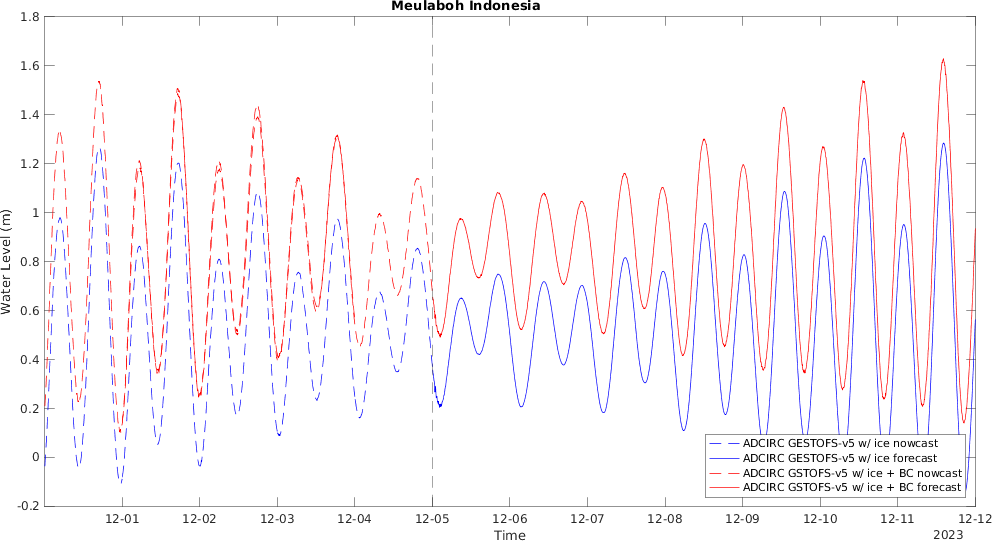 Meulaboh Indonesia
1.8
1.6
1.4
1.2
1
0.8
0.6
0.4
0.2
0
-0.2
Water Level (m)
12-01 12-02 12-03 12-04 12-05 12-06 12-07 12-08 12-09 12-10 12-11 12-12
Time
2023
ADCIRC GESTOFS-v5 w/ ice nowcast
ADCIRC GESTOFS-v5 w/ ice forecast
ADCIRC GSTOFS-v5 w/ ice + BC nowcast
ADCIRC GSTOFS-v5 w/ ice + BC forecast